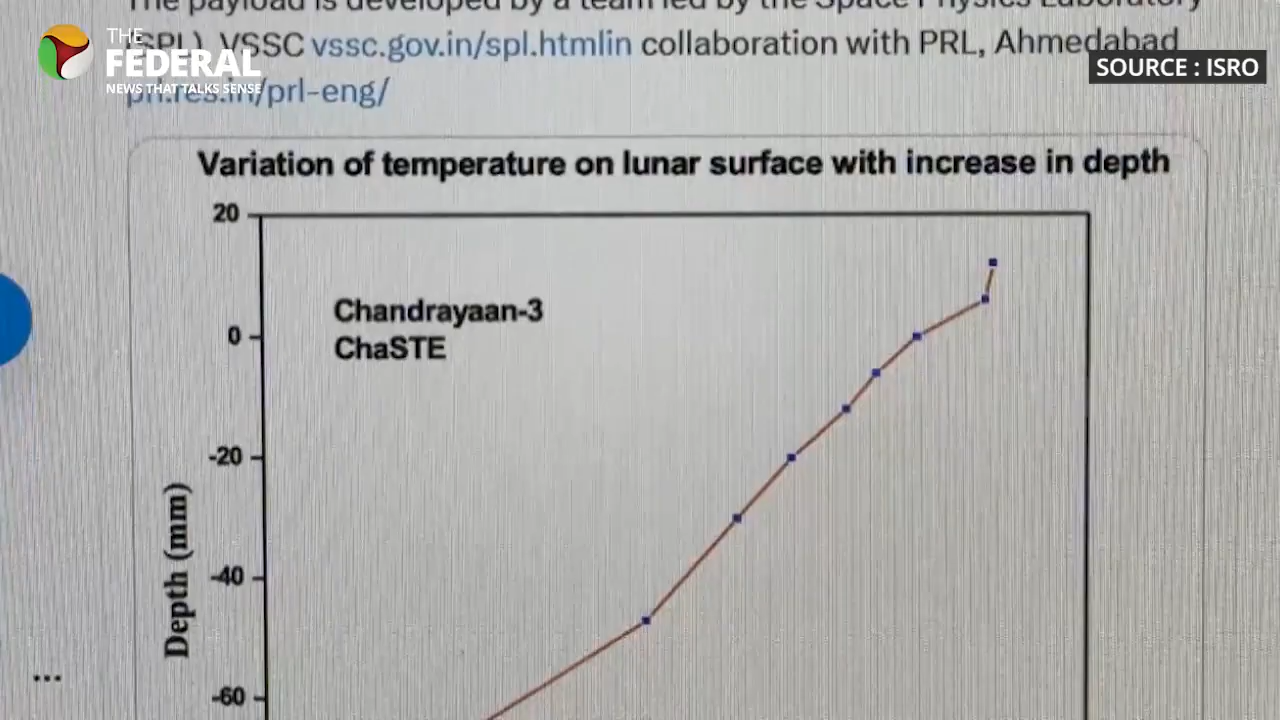 The payload is developed by a team led by the Space Physics Laboratory
(SPL), VSSC vssc.gov.in/spl.htmlin collaboration with PRL, Ahmedabad
prl.res.in/prl-eng/
THE
FEDERAL
NEWS THAT TALKS SENSE
SOURCE : ISRO
Variation of temperature on lunar surface with increase in depth
20
Chandrayaan-3
0
ChaSTE
-20
-40
Depth (mm)
-60
...